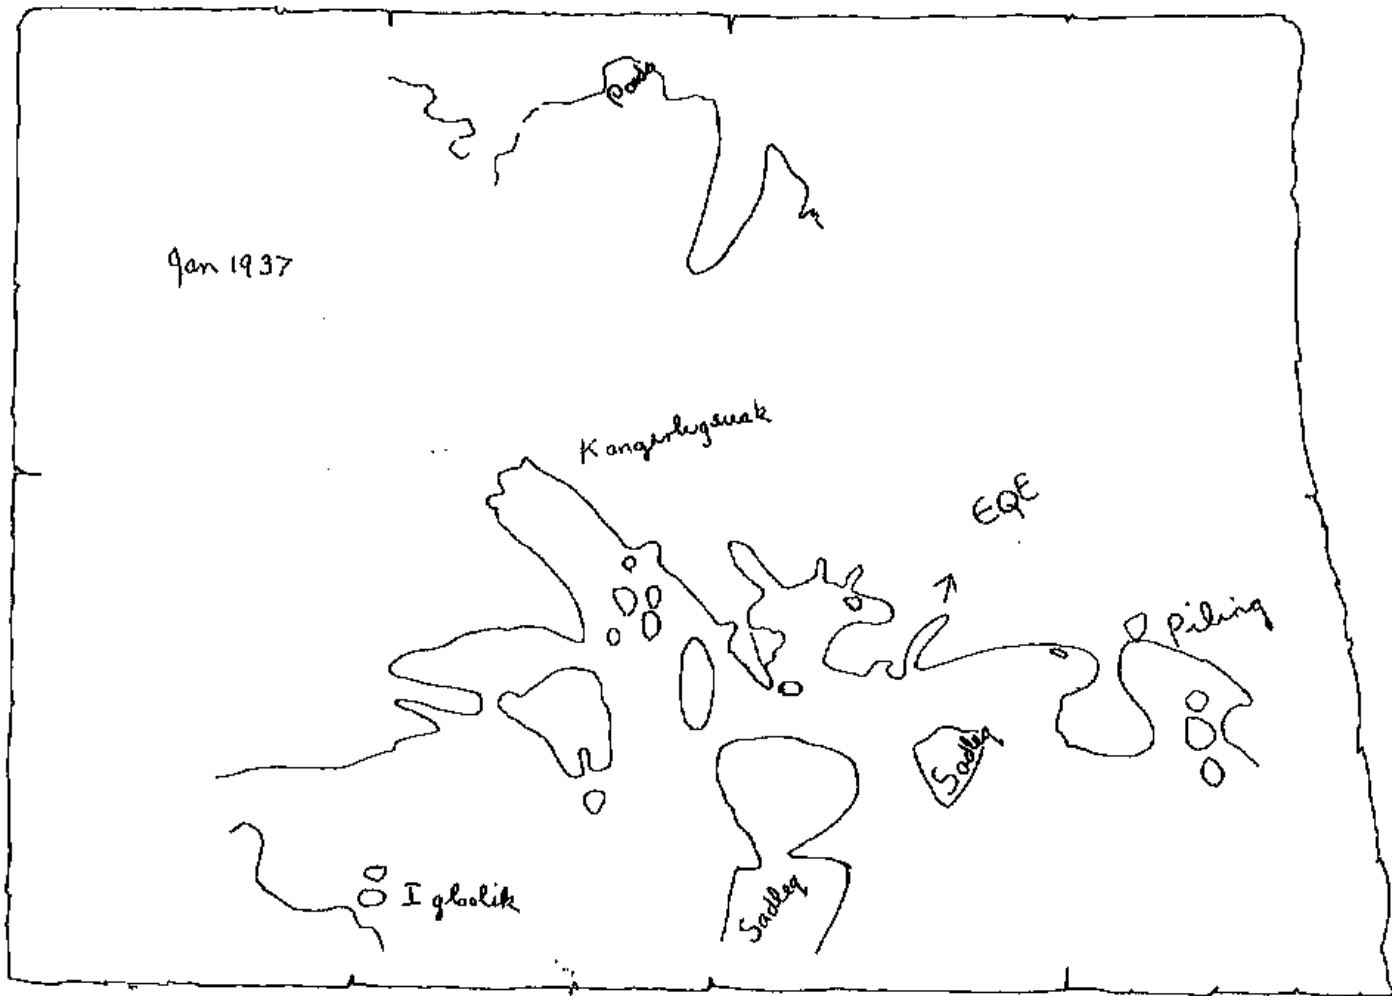 Jan 1937
Kangerlugsuak
EQE
Piling
Sadleq
Igloolik
Sadleq